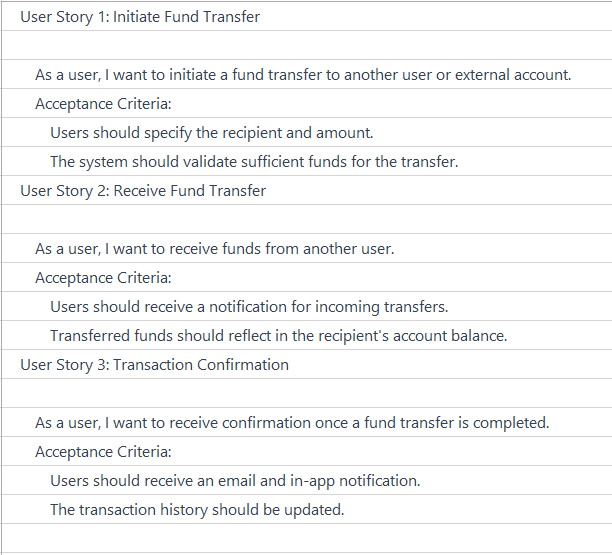 User Story 1: Initiate Fund Transfer
As a user, I want to initiate a fund transfer to another user or external account.
Acceptance Criteria:
Users should specify the recipient and amount.
The system should validate sufficient funds for the transfer.
User Story 2: Receive Fund Transfer
As a user, I want to receive funds from another user.
Acceptance Criteria:
Users should receive a notification for incoming transfers.
Transferred funds should reflect in the recipient's account balance.
User Story 3: Transaction Confirmation
As a user, I want to receive confirmation once a fund transfer is completed.
Acceptance Criteria:
Users should receive an email and in-app notification.
The transaction history should be updated.